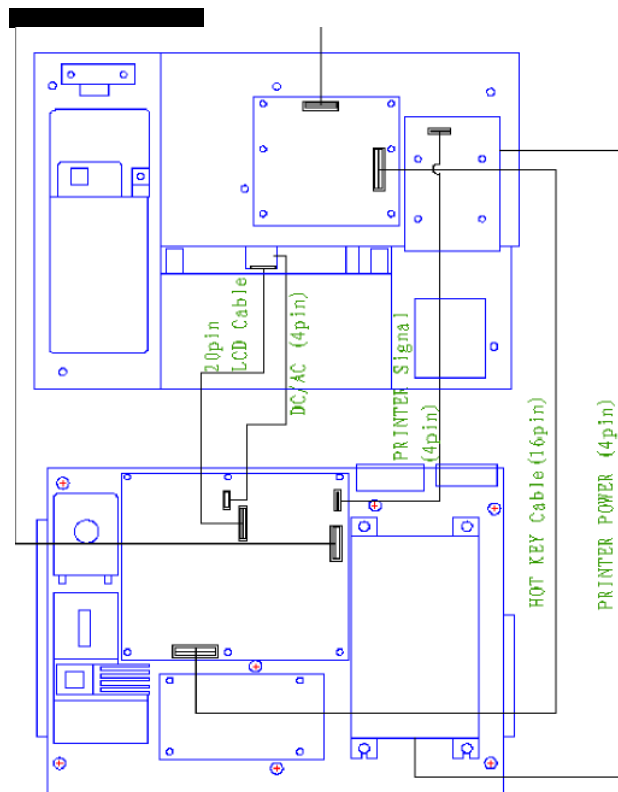 20pin
LCD Cable
DC/AC (4pin)
PRINTER Signal
(4pin)
HOT KEY Cable(16pin)
PRINTER POWER (4pin)